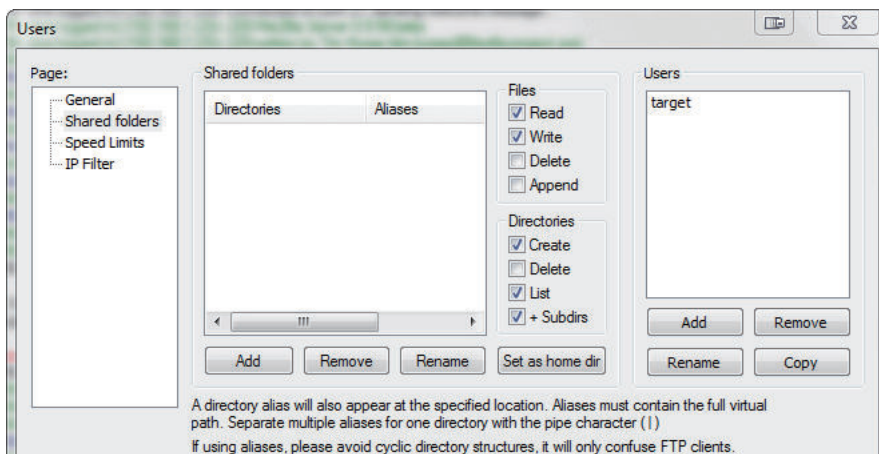 Users
Page:
General
Shared folders
Speed Limits
IP Filter
Shared folders
Directories Aliases
Files
Read
Write
Delete
Append
Directories
Create
Delete
List
+ Subdirs
Add Remove Rename Set as home dir
Users
target
Add Remove
Rename Copy
A directory alias will also appear at the specified location. Aliases must contain the full virtual
path. Separate multiple aliases for one directory with the pipe character (|)
If using aliases, please avoid cyclic directory structures, it will only confuse FTP clients.